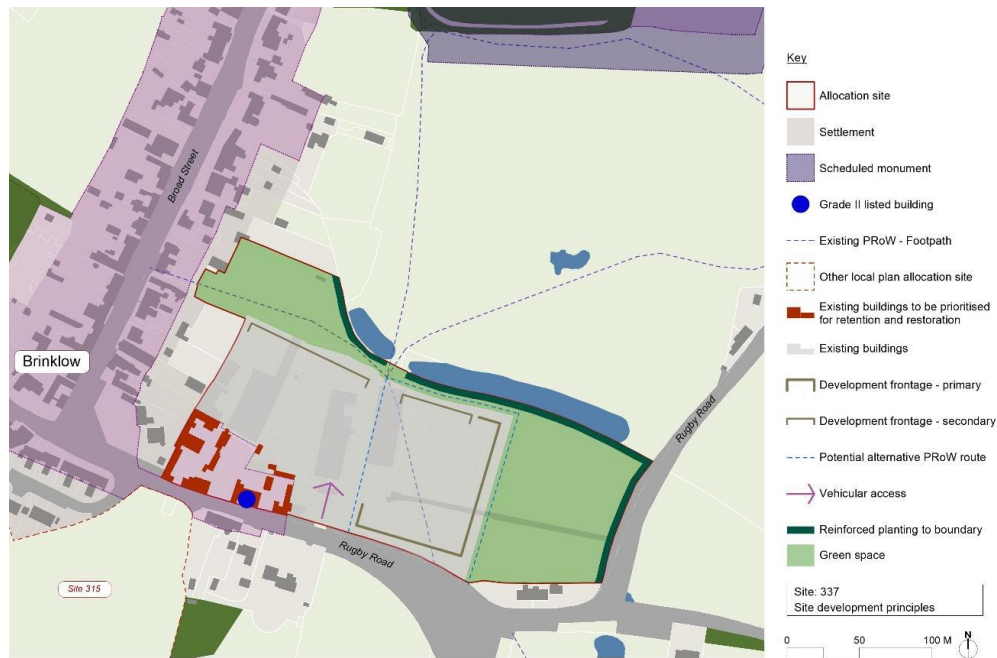 Broad Street
Brinklow
Rugby Road
Rugby Road
Site 315
Key
Allocation site
Settlement
Scheduled monument
Grade II listed building
Existing PRoW - Footpath
Other local plan allocation site
Existing buildings to be prioritised
for retention and restoration
Existing buildings
Development frontage - primary
Development frontage - secondary
Potential alternative PRoW route
Vehicular access
Reinforced planting to boundary
Green space
Site: 337
Site development principles
0 50 100 M
N